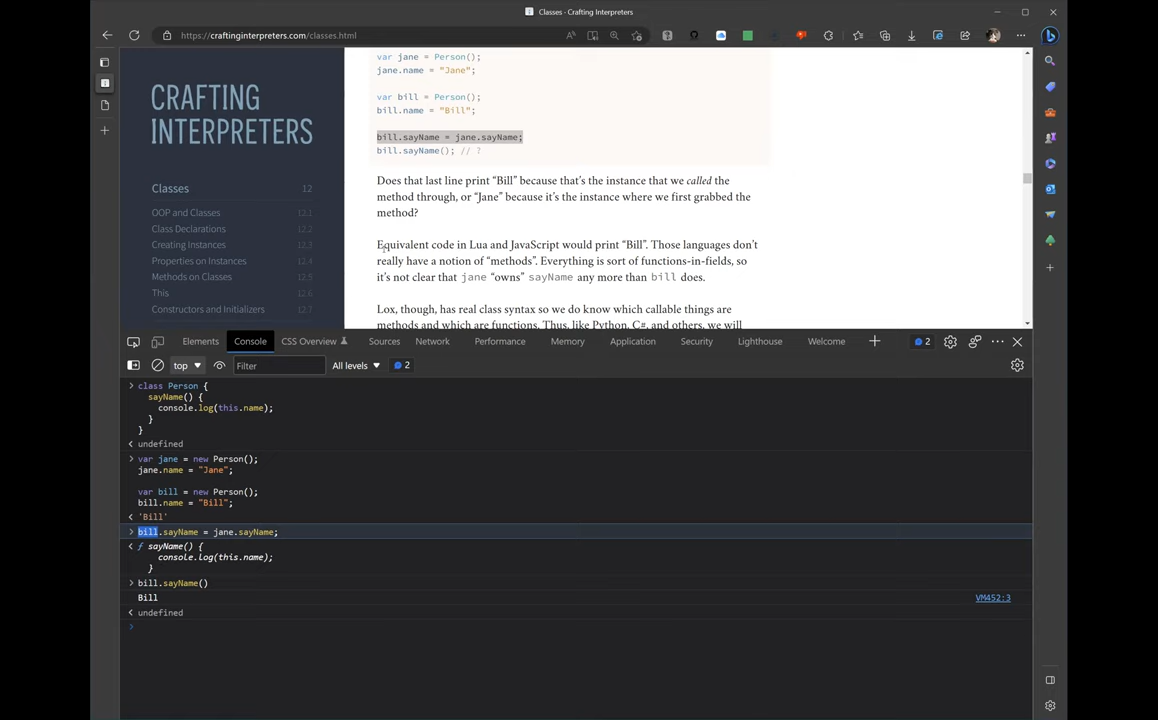 Classes · Crafting Interpreters
https://craftinginterpreters.com/classes.html
CRAFTING
INTERPRETERS
Classes 12
OOP and Classes 12.1
Class Declarations 12.2
Creating Instances 12.3
Properties on Instances 12.4
Methods on Classes 12.5
This 12.6
Constructors and Initializers 12.7
var jane = Person();
jane.name = "Jane";
var bill = Person();
bill.name = "Bill";
bill.sayName = jane.sayName;
bill.sayName(); // ?
Does that last line print “Bill” because that’s the instance that we called the
method through, or “Jane” because it’s the instance where we first grabbed the
method?
Equivalent code in Lua and JavaScript would print “Bill”. Those languages don’t
really have a notion of “methods”. Everything is sort of functions-in-fields, so
it’s not clear that jane “owns” sayName any more than bill does.
Lox, though, has real class syntax so we do know which callable things are
methods and which are functions. Thus, like Python, C#, and others, we will
Elements Console CSS Overview Sources Network Performance Memory Application Security Lighthouse Welcome 2
top Filter All levels 2
class Person {
sayName() {
console.log(this.name);
}
}
undefined
var jane = new Person();
jane.name = "Jane";
var bill = new Person();
bill.name = "Bill";
'Bill'
bill.sayName = jane.sayName;
ƒ sayName() {
console.log(this.name);
}
bill.sayName()
Bill VM452:3
undefined